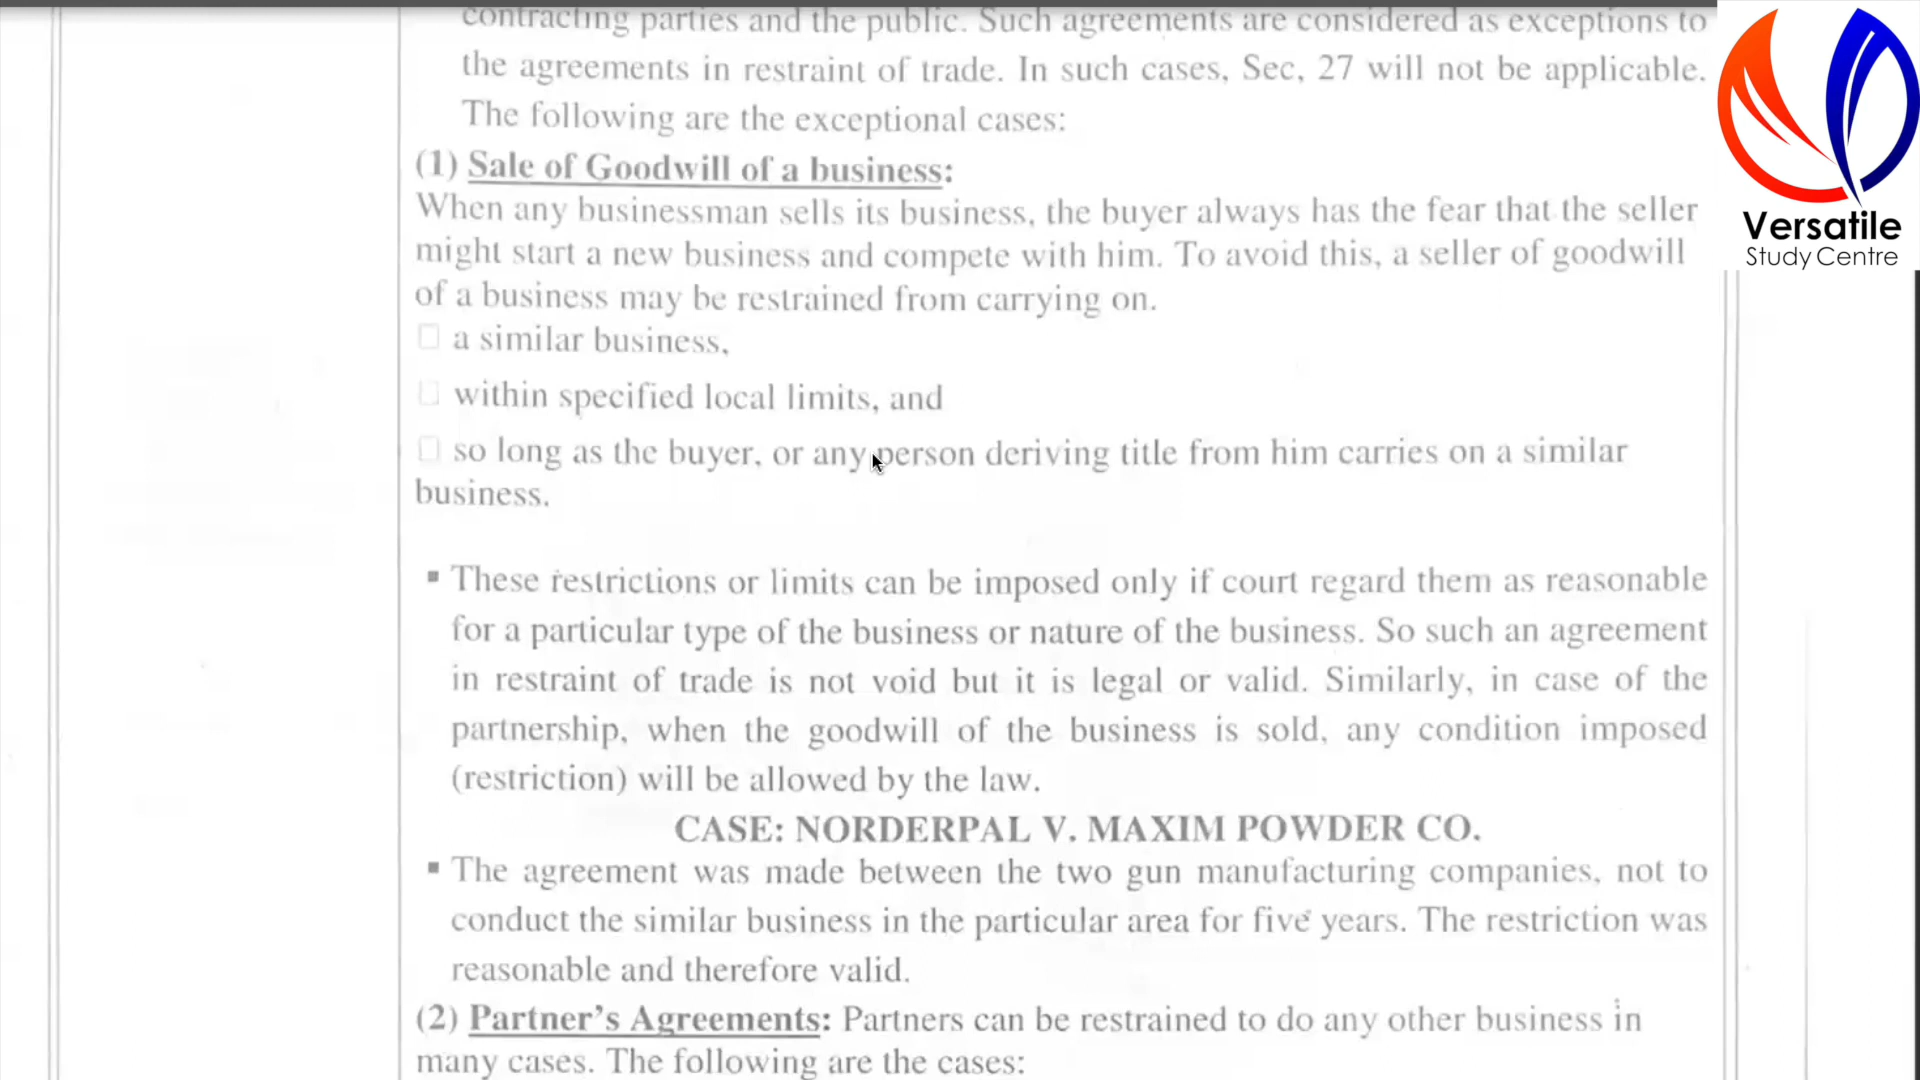 contracting parties and the public. Such agreements are considered as exceptions to
the agreements in restraint of trade. In such cases, Sec, 27 will not be applicable.
The following are the exceptional cases:
(1) Sale of Goodwill of a business:
When any businessman sells its business, the buyer always has the fear that the seller
might start a new business and compete with him. To avoid this, a seller of goodwill
of a business may be restrained from carrying on.
a similar business,
within specified local limits, and
so long as the buyer, or any person deriving title from him carries on a similar
business.
These restrictions or limits can be imposed only if court regard them as reasonable
for a particular type of the business or nature of the business. So such an agreement
in restraint of trade is not void but it is legal or valid. Similarly, in case of the
partnership, when the goodwill of the business is sold, any condition imposed
(restriction) will be allowed by the law.
CASE: NORDERPAL V. MAXIM POWDER CO.
The agreement was made between the two gun manufacturing companies, not to
conduct the similar business in the particular area for five years. The restriction was
reasonable and therefore valid.
(2) Partner's Agreements: Partners can be restrained to do any other business in
many cases. The following are the cases:
Versatile
Study Centre